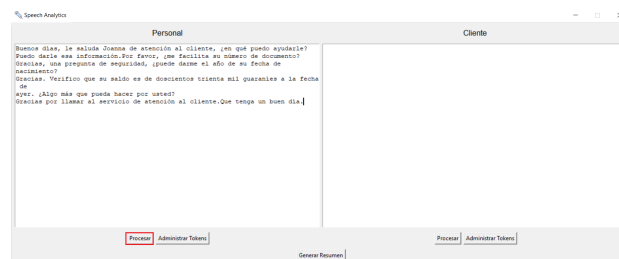 Speech Analytics
Personal
Cliente
Buenos días, le saluda Joanna de atención al cliente, ¿en qué puedo ayudarle?
Puedo darle esa información.Por favor, ¿me facilita su número de documento?
Gracias, una pregunta de seguridad, ¿puede darme el año de su fecha de
nacimiento?
Gracias. Verifico que su saldo es de doscientos trienta mil guaraníes a la fecha
de
ayer. ¿Algo más que pueda hacer por usted?
Gracias por llamar al servicio de atención al cliente.Que tenga un buen día.
Procesar
Administrar Tokens
Procesar
Administrar Tokens
Generar Resumen